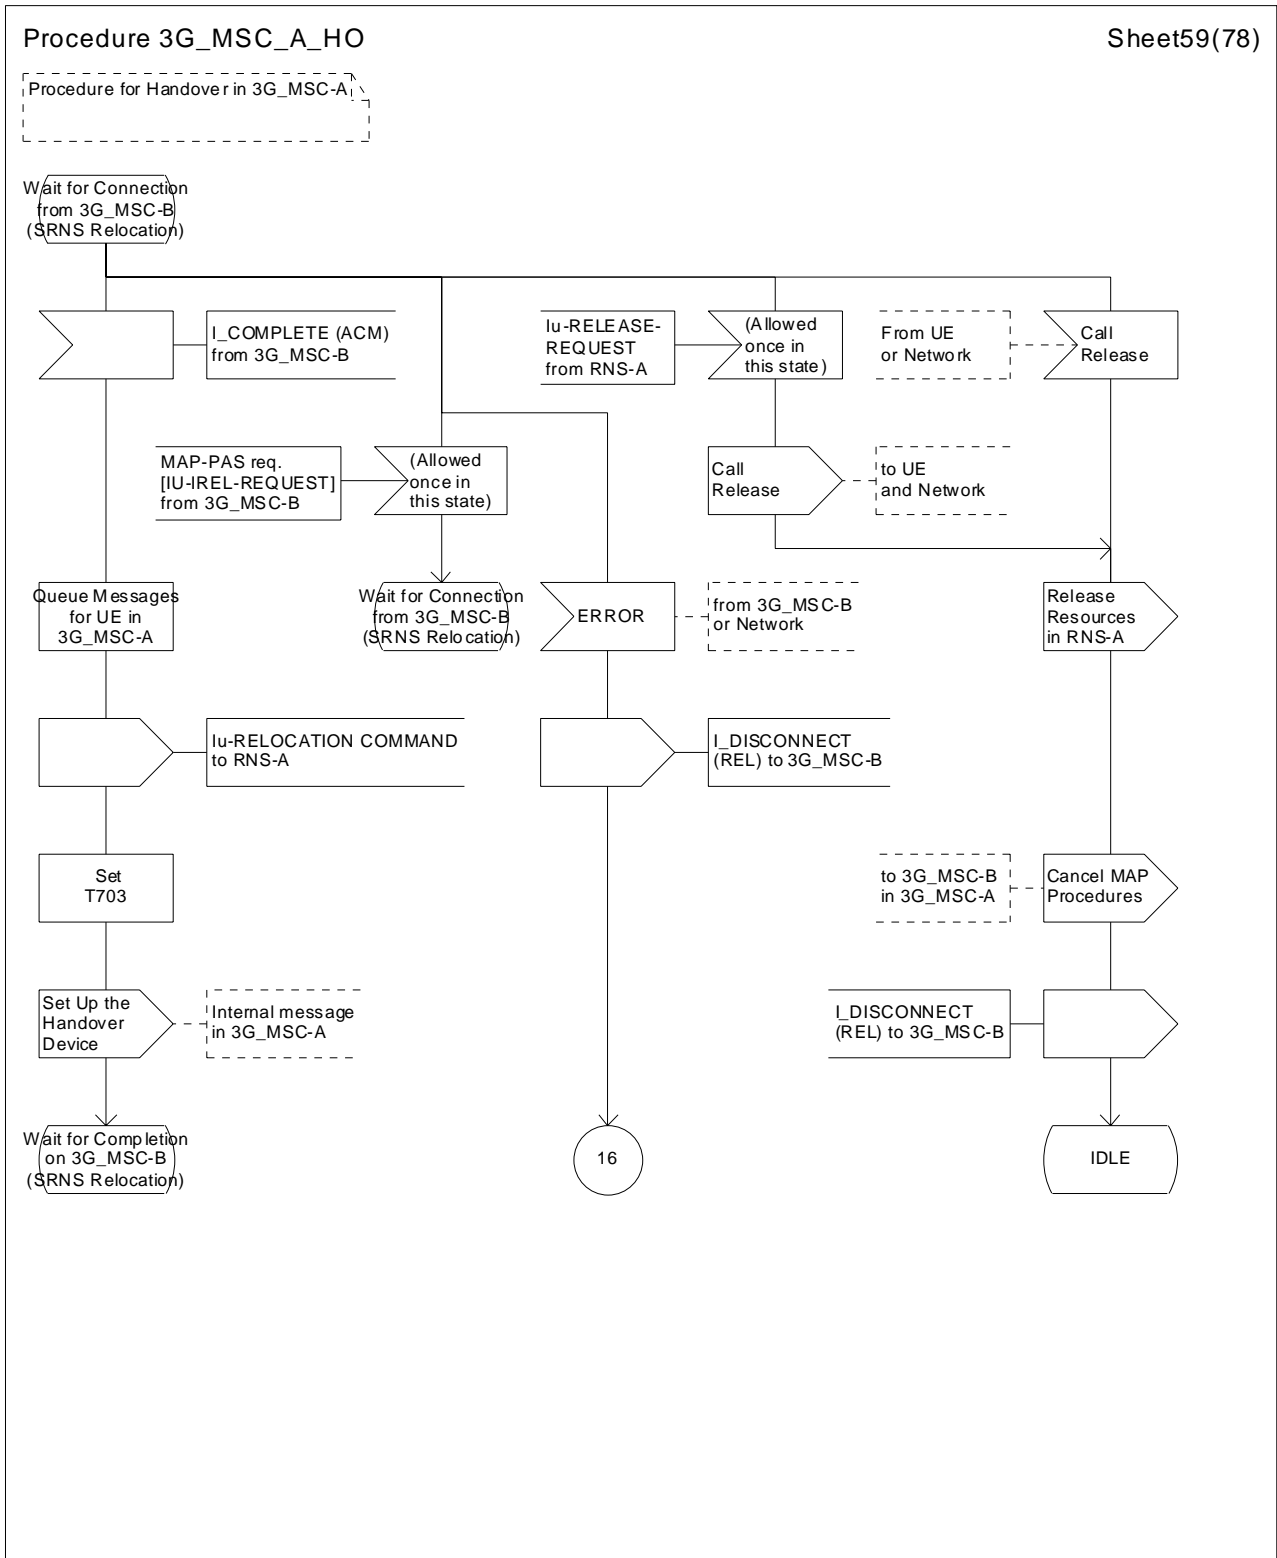 Procedure 3G_MSC_A_HO
Sheet59(78)
Procedure for Handover in 3G_MSC-A
Wait for Connection
from 3G_MSC-B
(SRNS Relocation)
I_COMPLETE (ACM)
from 3G_MSC-B
Iu-RELEASE-
REQUEST
from RNS-A
(Allowed
once in
this state)
From UE
or Network
Call
Release
MAP-PAS req.
[IU-IREL-REQUEST]
from 3G_MSC-B
(Allowed
once in
this state)
Call
Release
to UE
and Network
Queue Messages
for UE in
3G_MSC-A
Wait for Connection
from 3G_MSC-B
(SRNS Relocation)
ERROR
from 3G_MSC-B
or Network
Release
Resources
in RNS-A
Iu-RELOCATION COMMAND
to RNS-A
I_DISCONNECT
(REL) to 3G_MSC-B
Set
T703
to 3G_MSC-B
in 3G_MSC-A
Cancel MAP
Procedures
Set Up the
Handover
Device
Internal message
in 3G_MSC-A
I_DISCONNECT
(REL) to 3G_MSC-B
Wait for Completion
on 3G_MSC-B
(SRNS Relocation)
16
IDLE